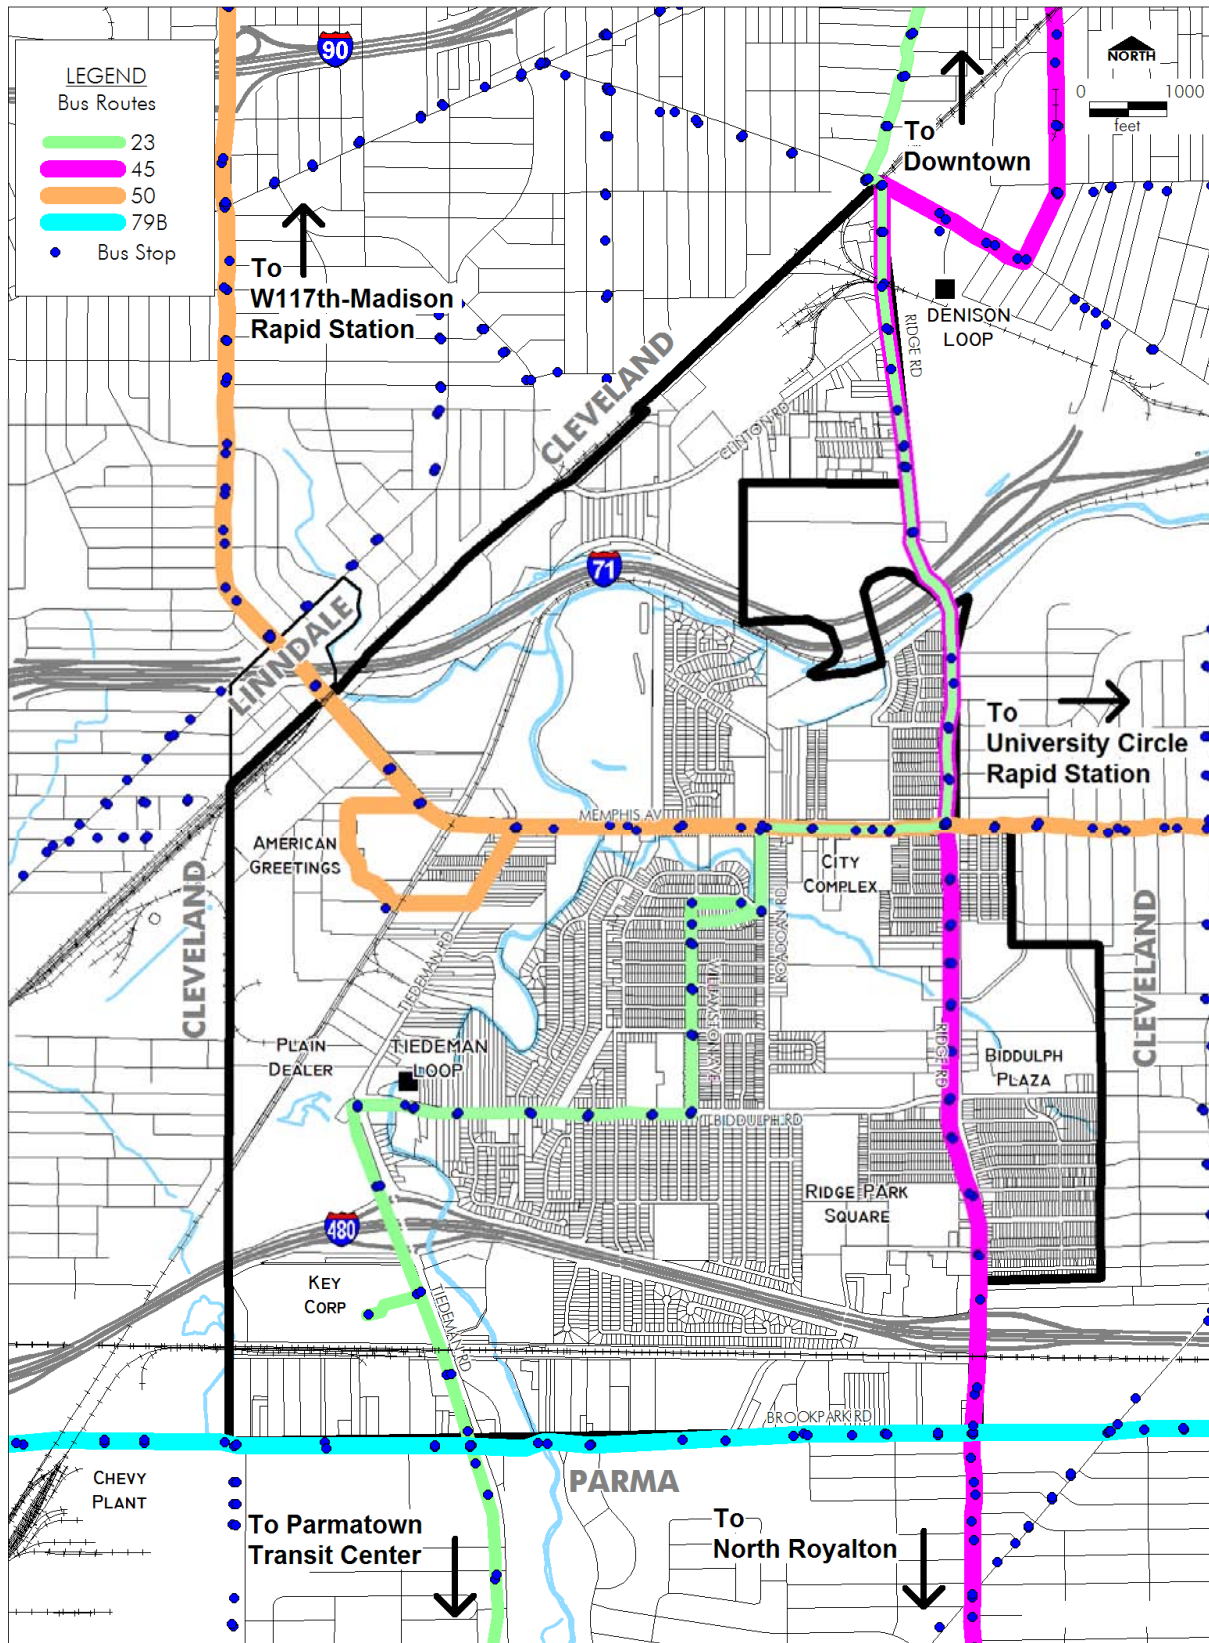 90
LEGEND
Bus Routes
23
45
50
79B
Bus Stop
NORTH
0 1000
feet
To
Downtown
To
W117th-Madison
Rapid Station
DENISON
LOOP
RIDGE RD
CLEVELAND
CLINTON RD
71
LINNDALE
To
University Circle
Rapid Station
MEMPHIS AV
AMERICAN
GREETINGS
CITY
COMPLEX
CLEVELAND
ROADOAN RD
CLEVELAND
TIEDEMAN RD
WILLIAMSTON AVE
PLAIN
DEALER
TIEDEMAN
LOOP
RIDGE RD
BIDDULPH
PLAZA
BIDDULPH RD
RIDGE PARK
SQUARE
480
KEY
CORP
TIEDEMAN RD
BROOKPARK RD
CHEVY
PLANT
PARMA
To Parmatown
Transit Center
To
North Royalton